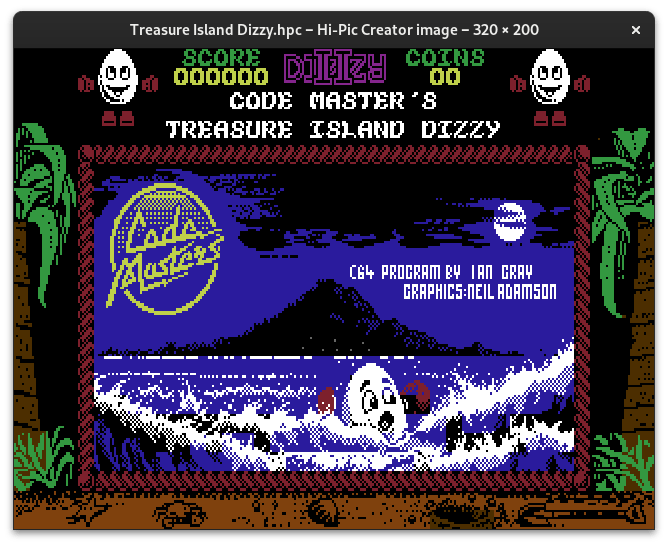 Treasure Island Dizzy.hpc – Hi-Pic Creator image – 320 × 200
SCORE DIZZY COINS
000000 00
CODE MASTER'S
TREASURE ISLAND DIZZY
Code
Masters
C64 PROGRAM BY IAN GRAY
GRAPHICS:NEIL ADAMSON